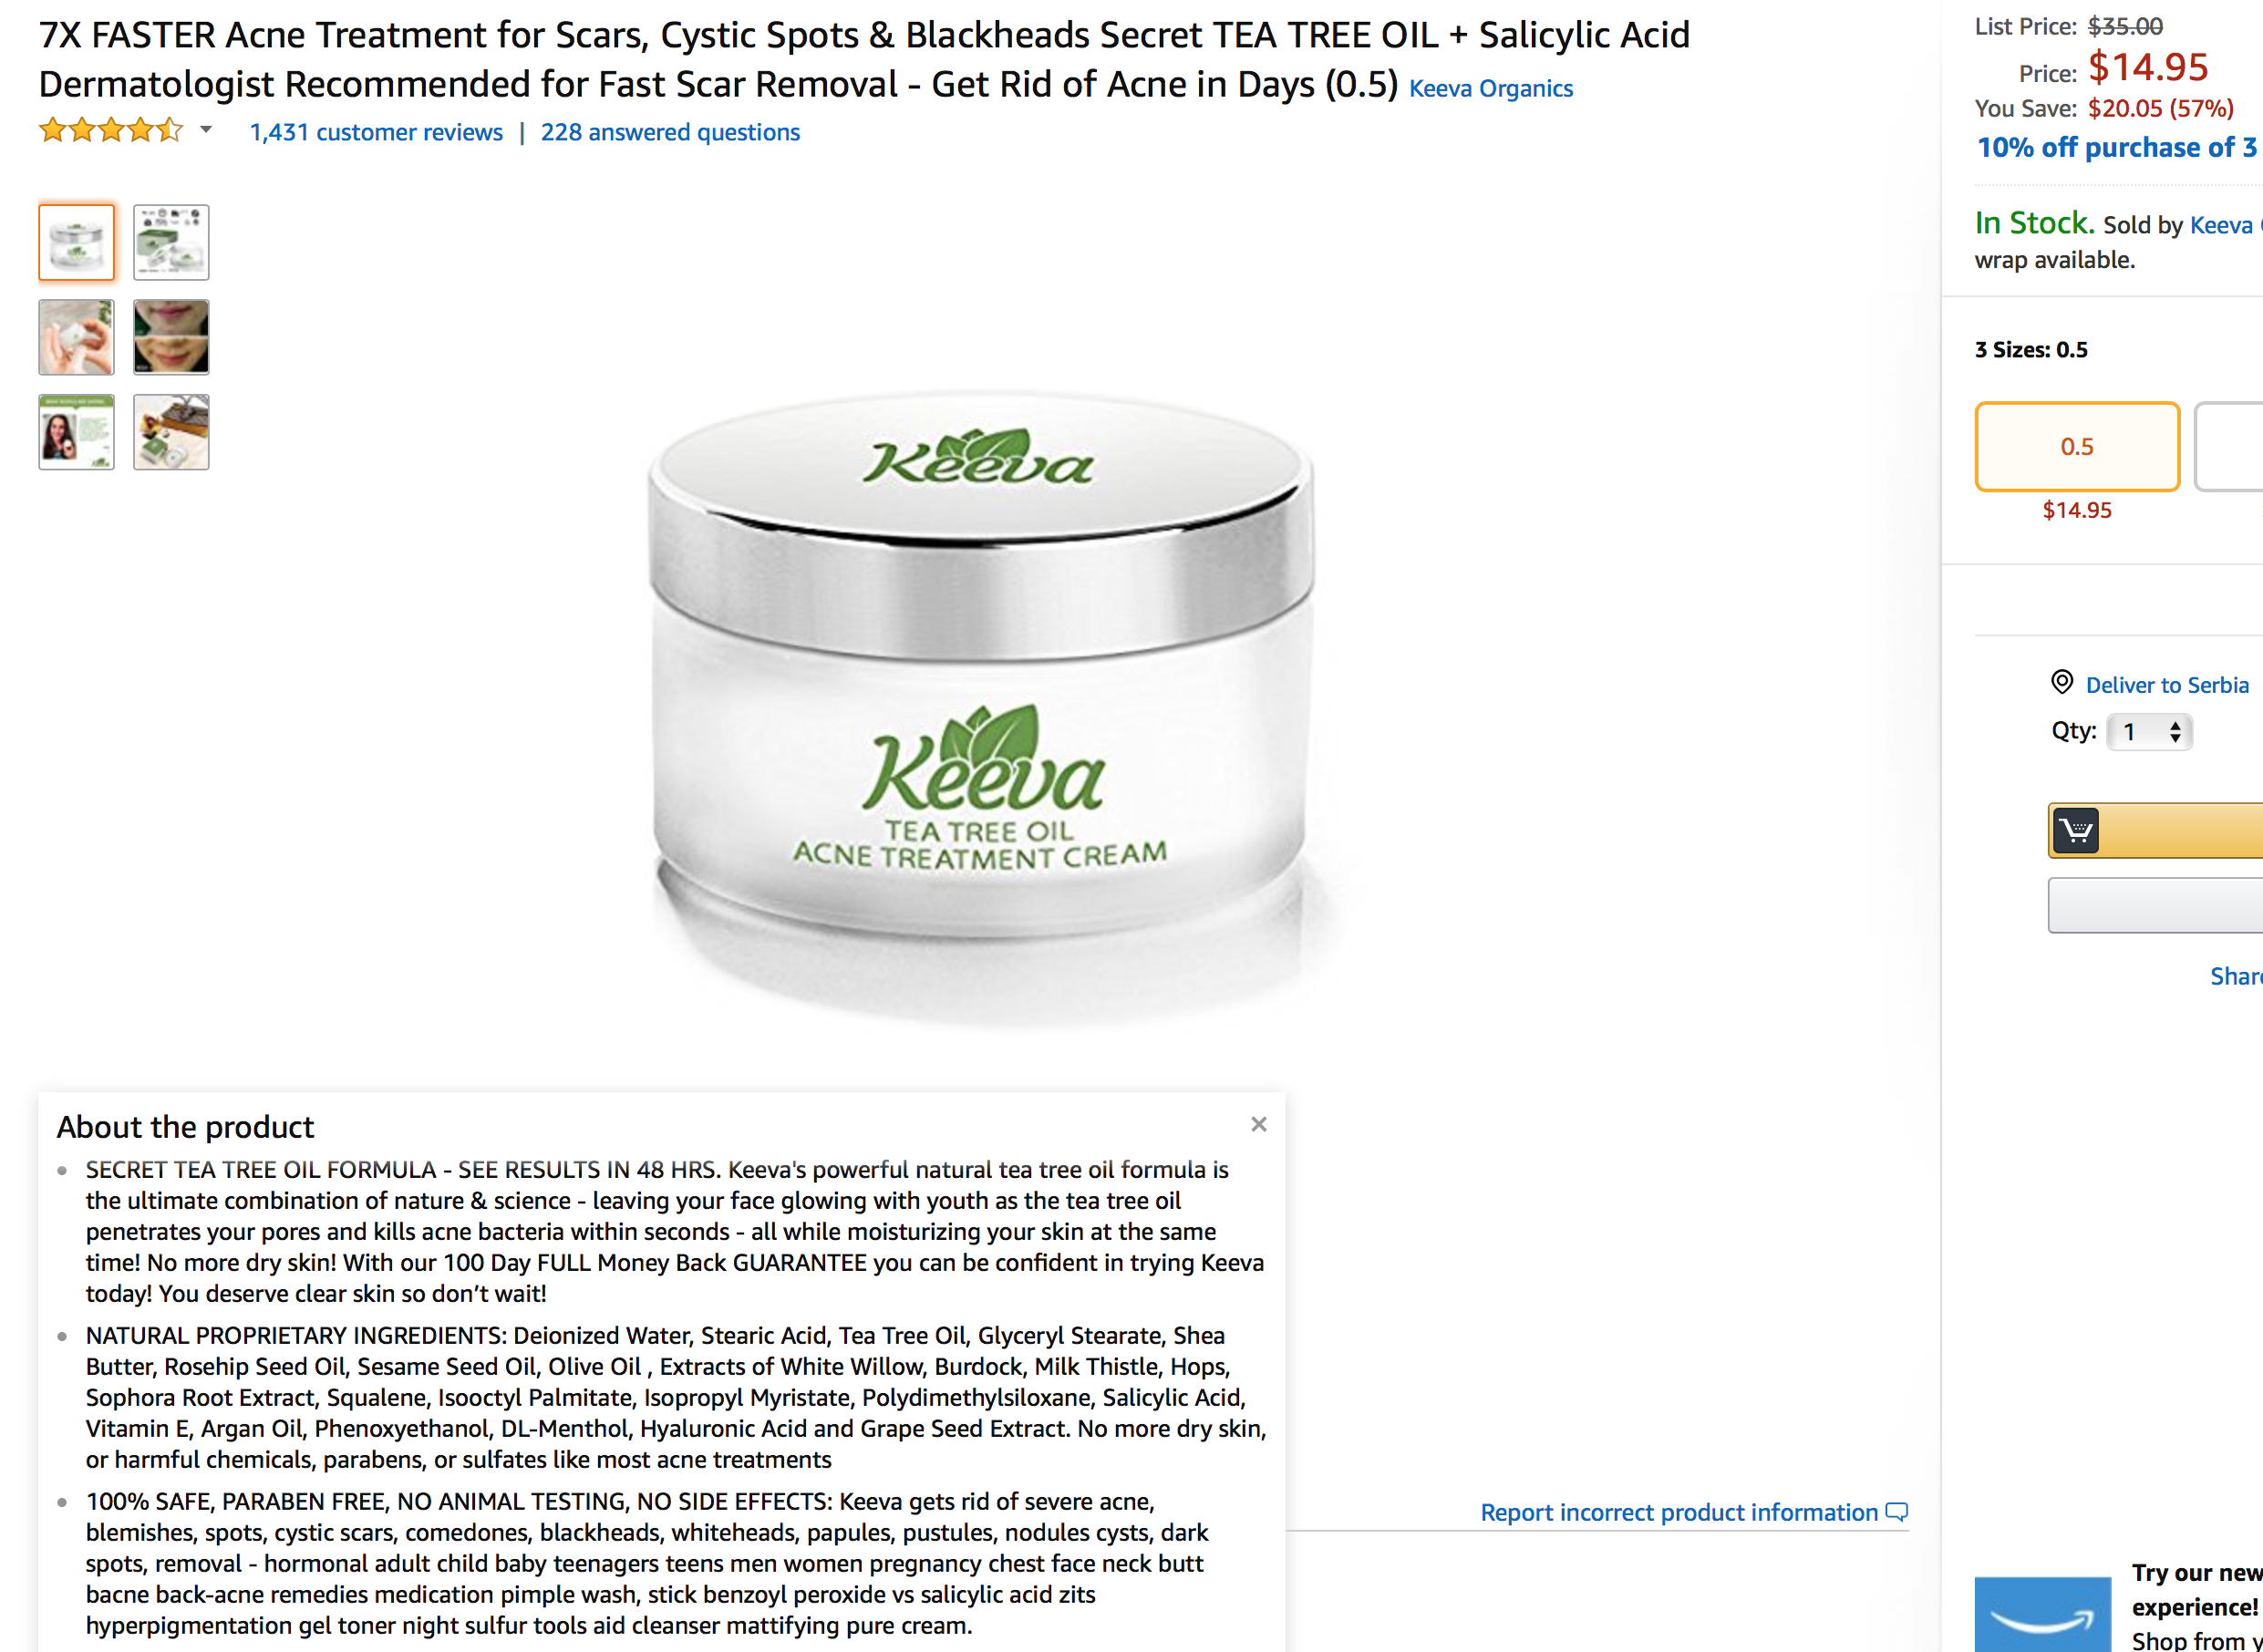 7X FASTER Acne Treatment for Scars, Cystic Spots & Blackheads Secret TEA TREE OIL + Salicylic Acid
Dermatologist Recommended for Fast Scar Removal - Get Rid of Acne in Days (0.5) Keeva Organics
1,431 customer reviews | 228 answered questions
Keeva
Keeva
TEA TREE OIL
ACNE TREATMENT CREAM
About the product
SECRET TEA TREE OIL FORMULA - SEE RESULTS IN 48 HRS. Keeva's powerful natural tea tree oil formula is
the ultimate combination of nature & science - leaving your face glowing with youth as the tea tree oil
penetrates your pores and kills acne bacteria within seconds - all while moisturizing your skin at the same
time! No more dry skin! With our 100 Day FULL Money Back GUARANTEE you can be confident in trying Keeva
today! You deserve clear skin so don’t wait!
NATURAL PROPRIETARY INGREDIENTS: Deionized Water, Stearic Acid, Tea Tree Oil, Glyceryl Stearate, Shea
Butter, Rosehip Seed Oil, Sesame Seed Oil, Olive Oil , Extracts of White Willow, Burdock, Milk Thistle, Hops,
Sophora Root Extract, Squalene, Isooctyl Palmitate, Isopropyl Myristate, Polydimethylsiloxane, Salicylic Acid,
Vitamin E, Argan Oil, Phenoxyethanol, DL-Menthol, Hyaluronic Acid and Grape Seed Extract. No more dry skin,
or harmful chemicals, parabens, or sulfates like most acne treatments
100% SAFE, PARABEN FREE, NO ANIMAL TESTING, NO SIDE EFFECTS: Keeva gets rid of severe acne,
blemishes, spots, cystic scars, comedones, blackheads, whiteheads, papules, pustules, nodules cysts, dark
spots, removal - hormonal adult child baby teenagers teens men women pregnancy chest face neck butt
bacne back-acne remedies medication pimple wash, stick benzoyl peroxide vs salicylic acid zits
hyperpigmentation gel toner night sulfur tools aid cleanser mattifying pure cream.
Report incorrect product information
List Price: $35.00
Price: $14.95
You Save: $20.05 (57%)
10% off purchase of 3
In Stock. Sold by Keeva
wrap available.
3 Sizes: 0.5
0.5
$14.95
Deliver to Serbia
Qty: 1
Shar
Try our new
experience!
Shop from